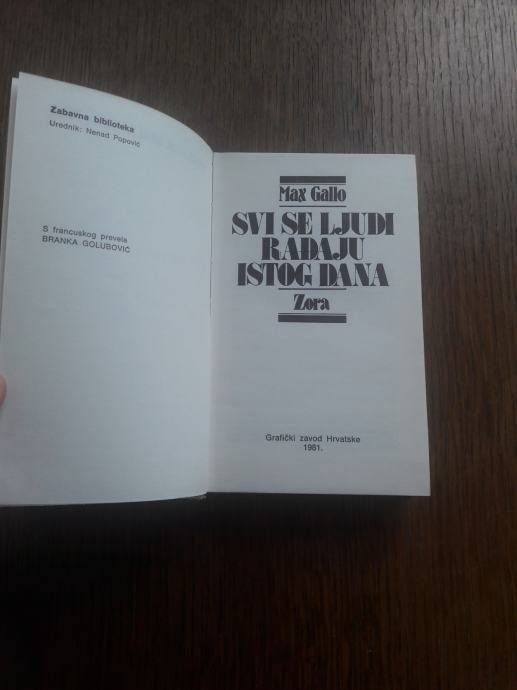 Zabavna biblioteka
Urednik: Nenad Popović
S francuskog prevela
BRANKA GOLUBOVIĆ
Max Gallo
SVI SE LJUDI
RAĐAJU
ISTOG DANA
Zora
Grafički zavod Hrvatske
1981.